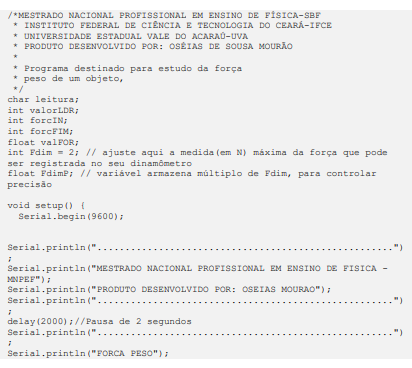 /*MESTRADO NACIONAL PROFISSIONAL EM ENSINO DE FÍSICA-SBF
* INSTITUTO FEDERAL DE CIÊNCIA E TECNOLOGIA DO CEARÁ-IFCE
* UNIVERSIDADE ESTADUAL VALE DO ACARAÚ-UVA
* PRODUTO DESENVOLVIDO POR: OSÉIAS DE SOUSA MOURÃO
*
* Programa destinado para estudo da força
* peso de um objeto,
*/
char leitura;
int valorLDR;
int forcIN;
int forcFIM;
float valFOR;
int Fdim = 2; // ajuste aqui a medida(em N) máxima da força que pode
ser registrada no seu dinamômetro
float FdimP; // variável armazena múltiplo de Fdim, para controlar
precisão
void setup() {
Serial.begin(9600);
Serial.println("..................................................")
;
Serial.println("MESTRADO NACIONAL PROFISSIONAL EM ENSINO DE FISICA -
MNPEF");
Serial.println("PRODUTO DESENVOLVIDO POR: OSEIAS MOURAO");
Serial.println("..................................................")
;
delay(2000);//Pausa de 2 segundos
Serial.println("..................................................")
;
Serial.println("FORCA PESO");